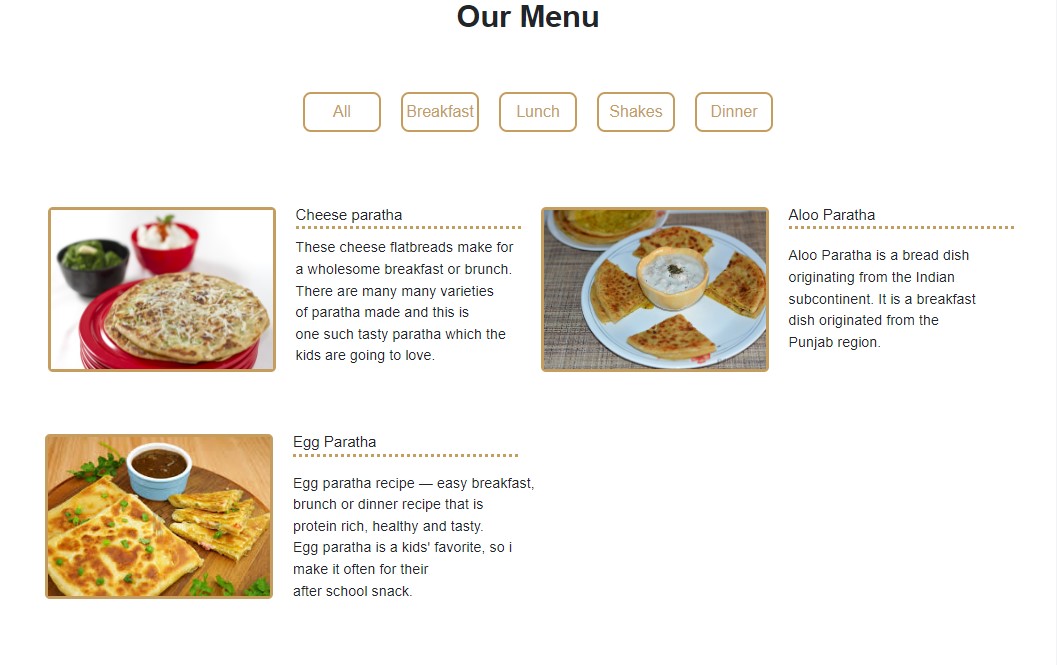 Our Menu
All
Breakfast
Lunch
Shakes
Dinner
Cheese paratha
These cheese flatbreads make for
a wholesome breakfast or brunch.
There are many many varieties
of paratha made and this is
one such tasty paratha which the
kids are going to love.
Aloo Paratha
Aloo Paratha is a bread dish
originating from the Indian
subcontinent. It is a breakfast
dish originated from the
Punjab region.
Egg Paratha
Egg paratha recipe — easy breakfast,
brunch or dinner recipe that is
protein rich, healthy and tasty.
Egg paratha is a kids' favorite, so i
make it often for their
after school snack.